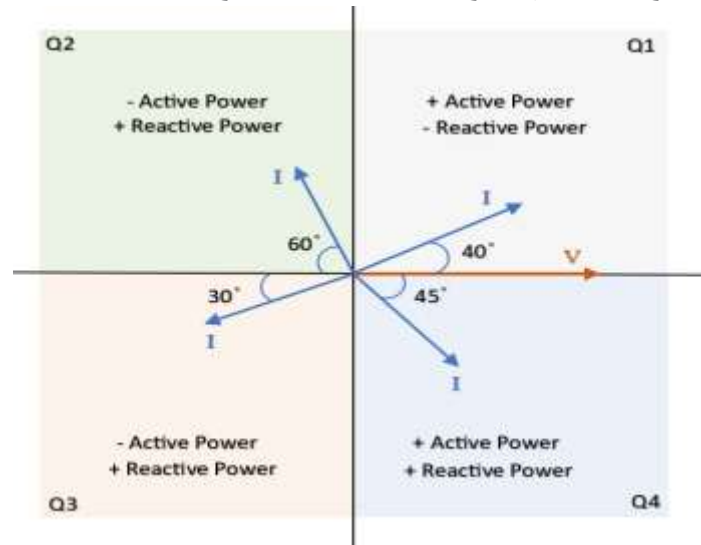 Q2
Q1
- Active Power
+ Reactive Power
+ Active Power
- Reactive Power
I
I
60°
40°
V
30°
45°
I
I
- Active Power
+ Reactive Power
+ Active Power
+ Reactive Power
Q3
Q4